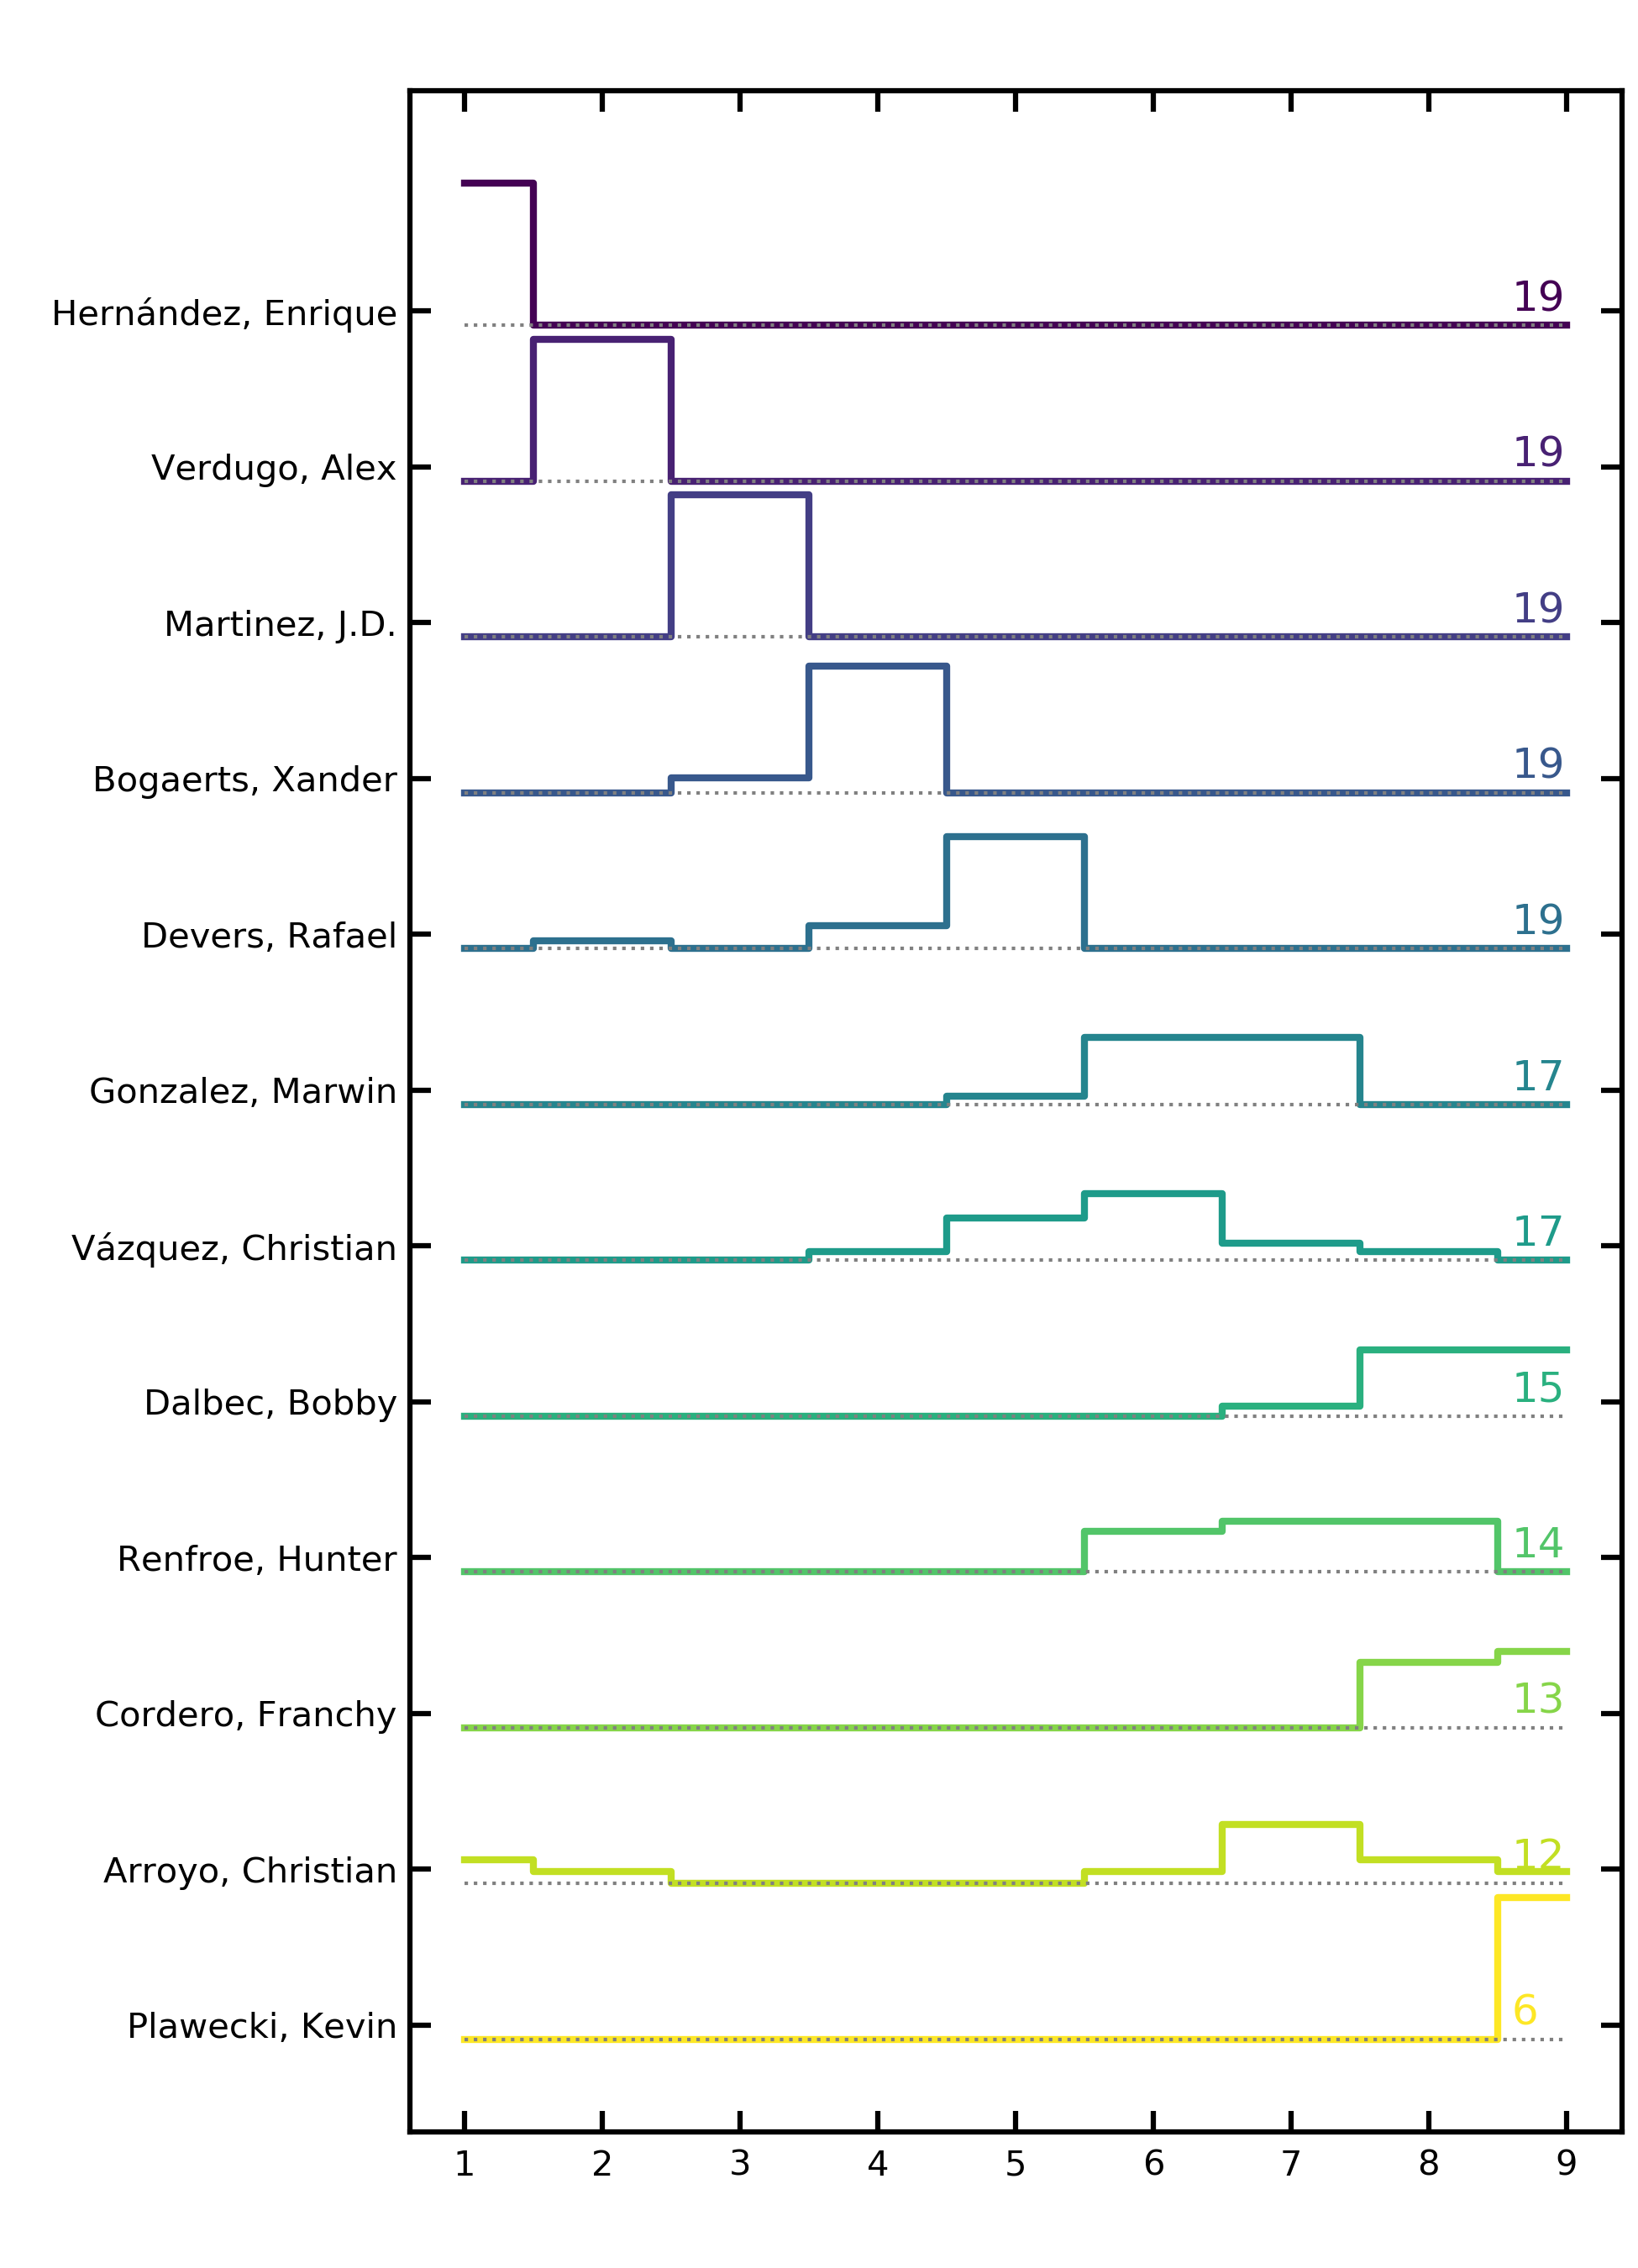 Hernández, Enrique 19
Verdugo, Alex 19
Martinez, J.D. 19
Bogaerts, Xander 19
Devers, Rafael 19
Gonzalez, Marwin 17
Vázquez, Christian 17
Dalbec, Bobby 15
Renfroe, Hunter 14
Cordero, Franchy 13
Arroyo, Christian 12
Plawecki, Kevin 6
1 2 3 4 5 6 7 8 9